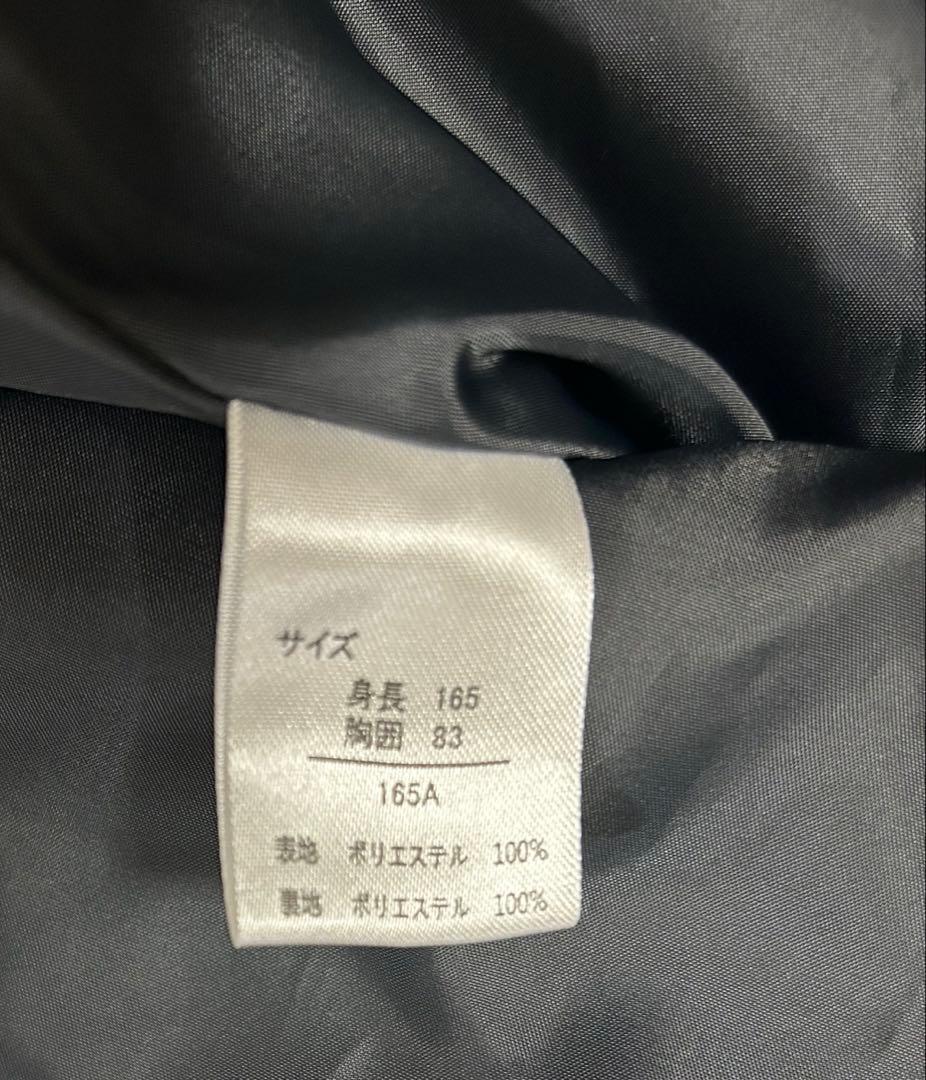 サイズ
身長 165
胸囲 83
165A
表地 ポリエステル 100%
裏地 ポリエステル 100%